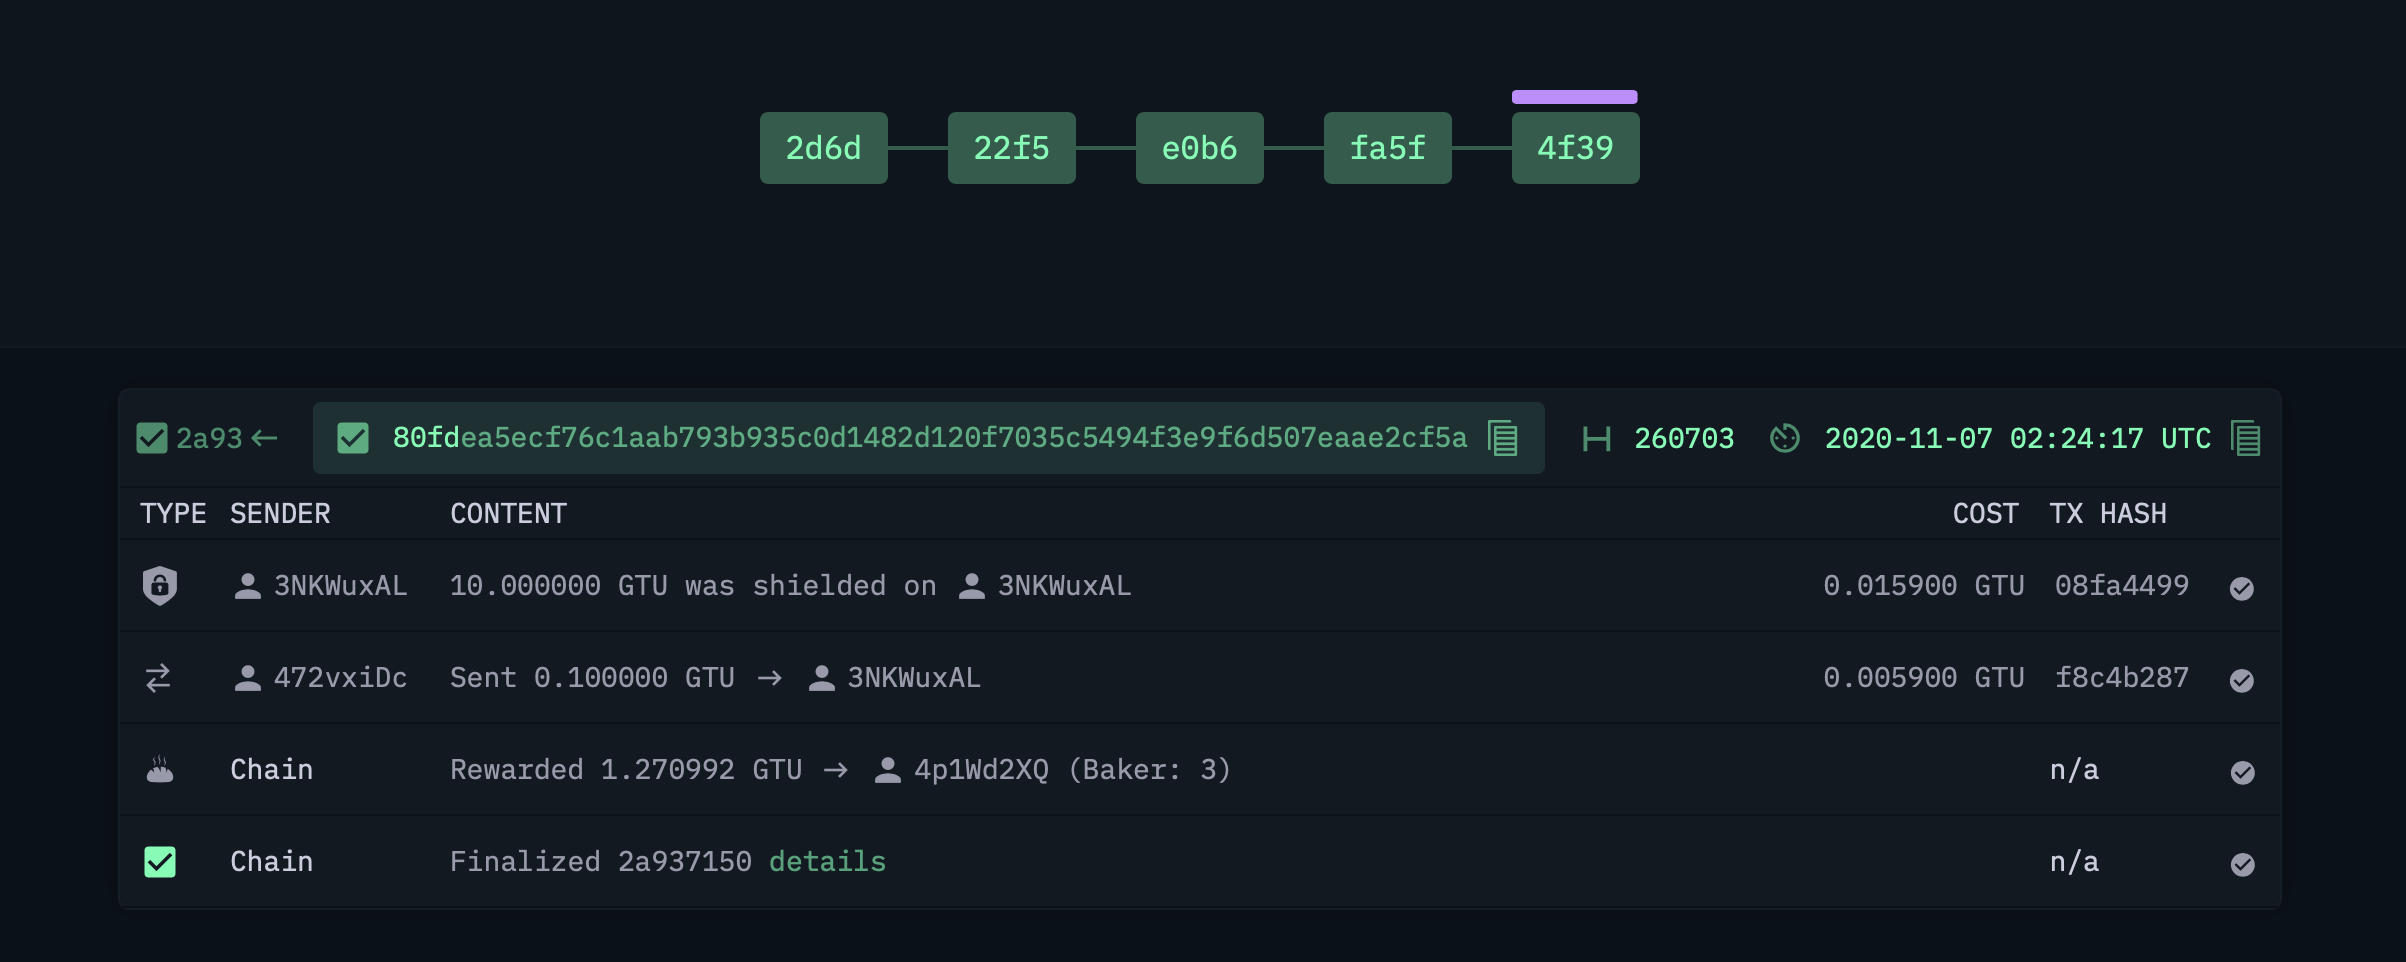 2d6d 22f5 e0b6 fa5f 4f39
2a93 ← 80fdea5ecf76c1aab793b935c0d1482d120f7035c5494f3e9f6d507eaae2cf5a 260703 2020-11-07 02:24:17 UTC
TYPE SENDER CONTENT COST TX HASH
3NKWuxAL 10.000000 GTU was shielded on 3NKWuxAL 0.015900 GTU 08fa4499
472vxiDc Sent 0.100000 GTU → 3NKWuxAL 0.005900 GTU f8c4b287
Chain Rewarded 1.270992 GTU → 4p1Wd2XQ (Baker: 3) n/a
Chain Finalized 2a937150 details n/a